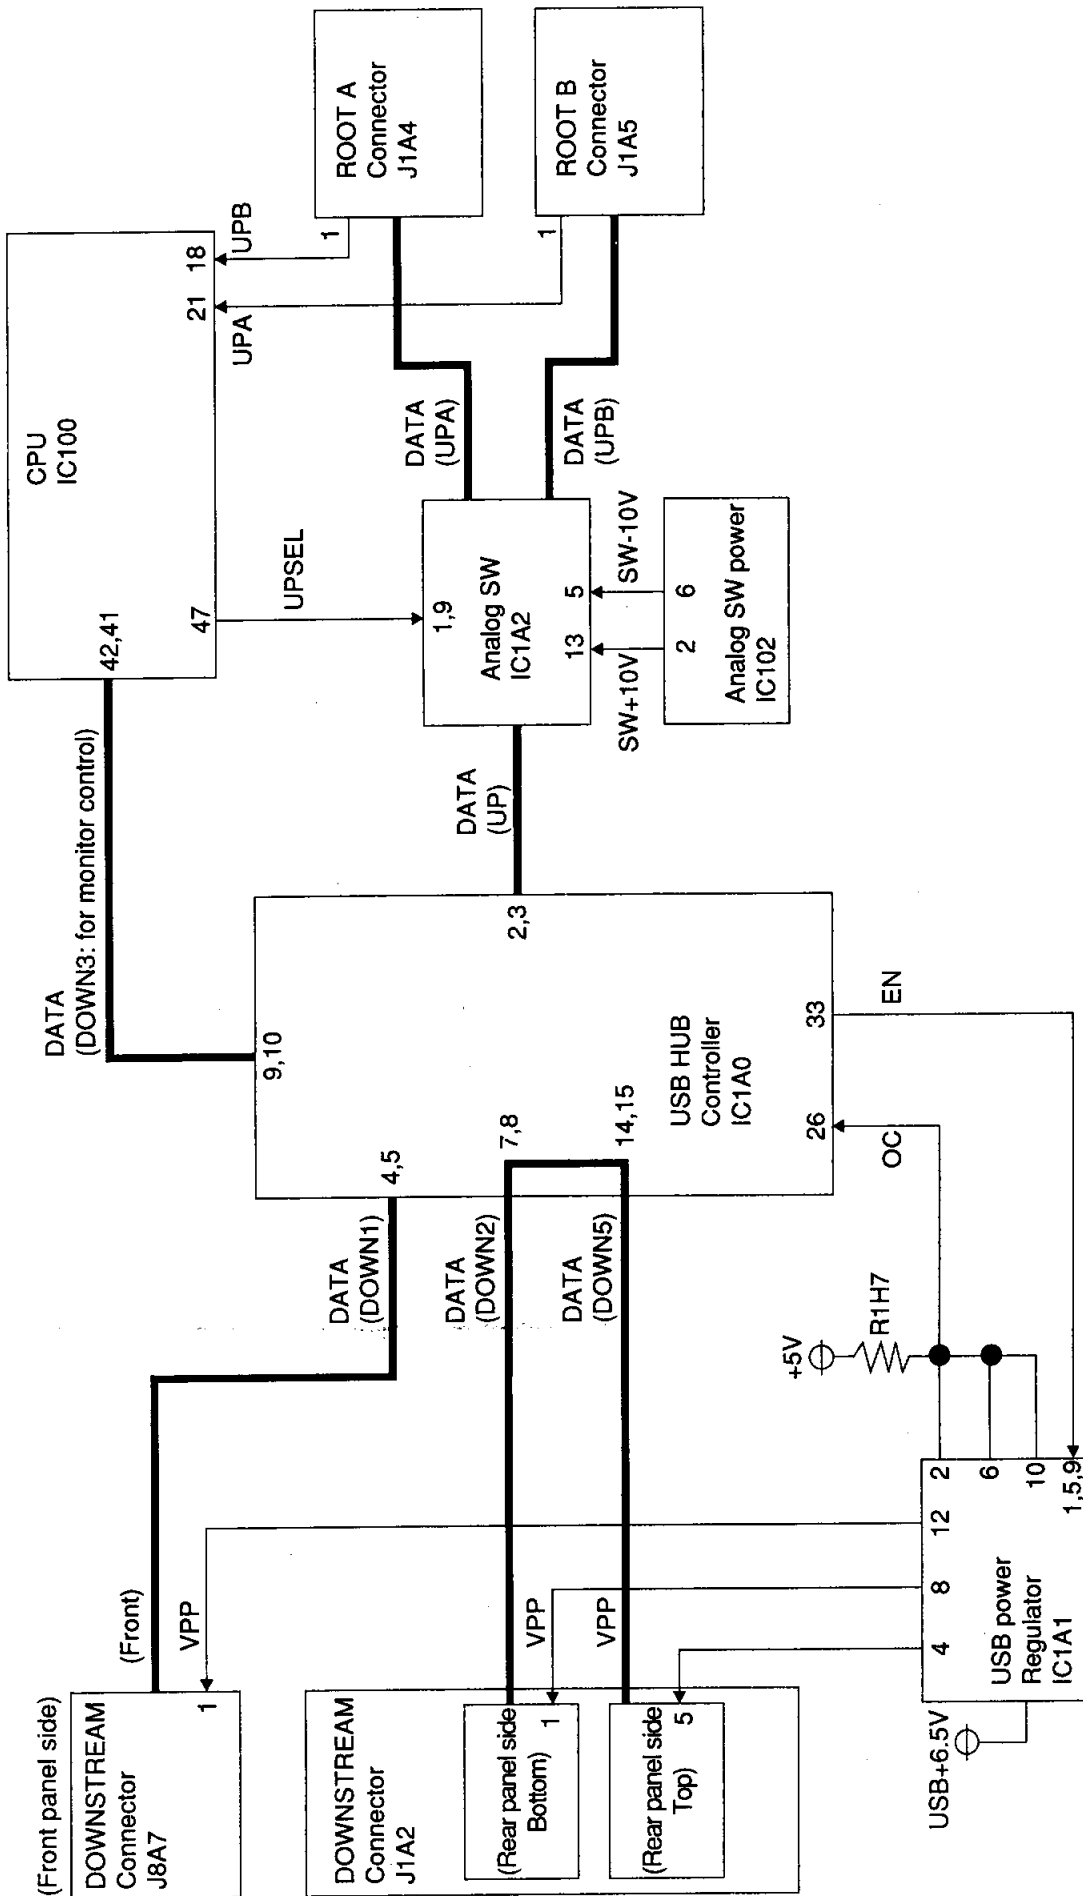 (Front panel side)
DOWNSTREAM
Connector
J8A7
1
(Front)
VPP
DOWNSTREAM
Connector
J1A2
(Rear panel side
Bottom)
1
VPP
(Rear panel side
Top)
5
VPP
DATA
(DOWN1)
4,5
DATA
(DOWN2)
7,8
DATA
(DOWN5)
14,15
DATA
(DOWN3: for monitor control)
9,10
USB HUB
Controller
IC1A0
2,3
26
33
OC
EN
+5V
R1H7
USB+6.5V
USB power
Regulator
IC1A1
4
8
12
2
6
10
1,5,9
DATA
(UP)
42,41
47
CPU
IC100
21
18
UPSEL
UPA
UPB
1,9
Analog SW
IC1A2
13
5
SW+10V
SW-10V
2
6
Analog SW power
IC102
DATA
(UPA)
DATA
(UPB)
1
ROOT A
Connector
J1A4
1
ROOT B
Connector
J1A5